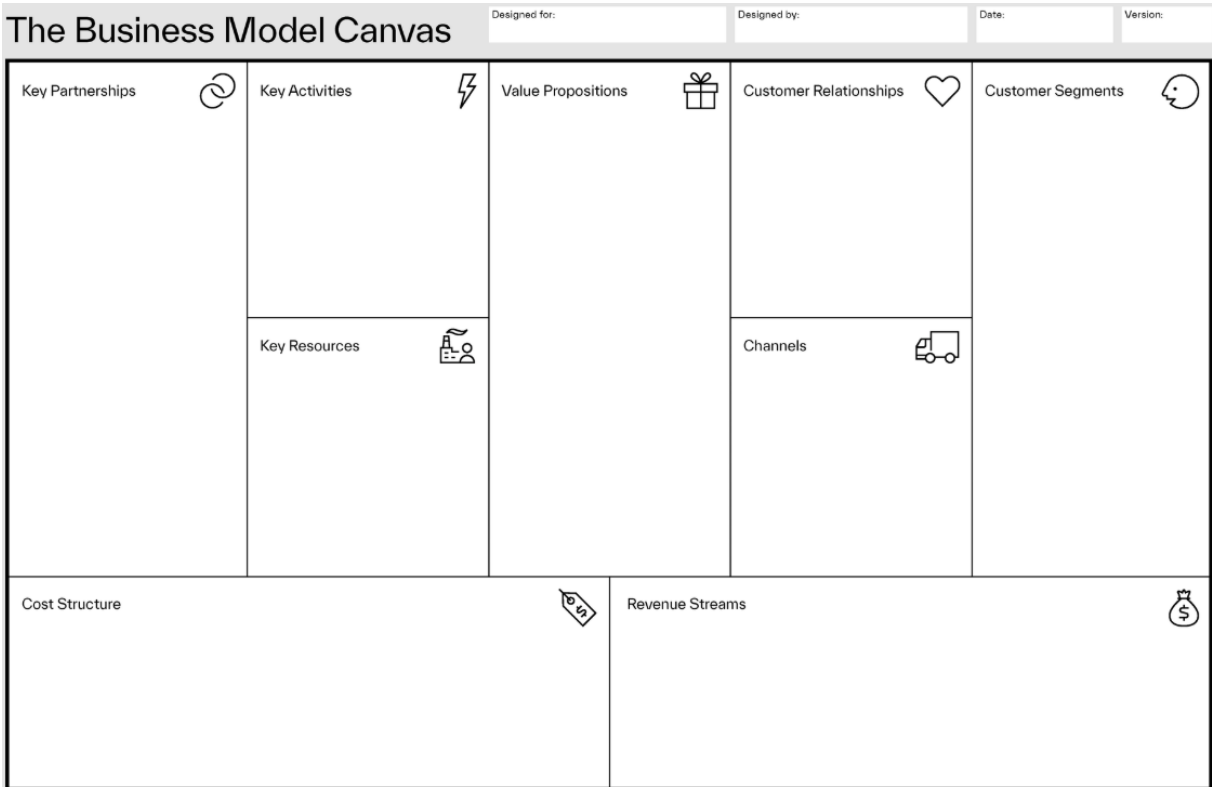 The Business Model Canvas
Designed for:
Designed by:
Date:
Version:
Key Partnerships
Key Activities
Value Propositions
Customer Relationships
Customer Segments
Key Resources
Channels
Cost Structure
$
Revenue Streams
$